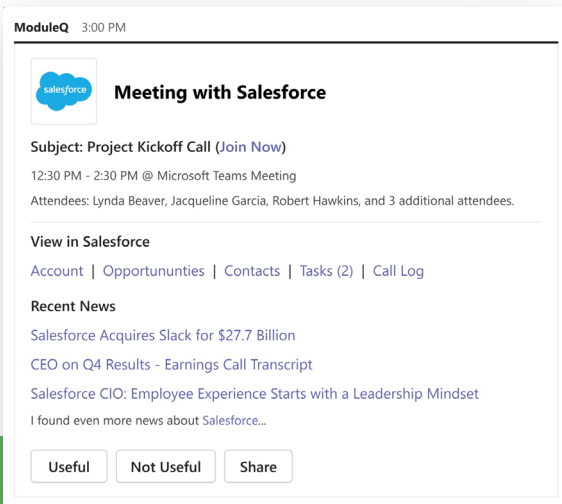 ModuleQ 3:00 PM
salesforce
Meeting with Salesforce
Subject: Project Kickoff Call (Join Now)
12:30 PM - 2:30 PM @ Microsoft Teams Meeting
Attendees: Lynda Beaver, Jacqueline Garcia, Robert Hawkins, and 3 additional attendees.
View in Salesforce
Account | Opportununties | Contacts | Tasks (2) | Call Log
Recent News
Salesforce Acquires Slack for $27.7 Billion
CEO on Q4 Results - Earnings Call Transcript
Salesforce CIO: Employee Experience Starts with a Leadership Mindset
I found even more news about Salesforce...
Useful Not Useful Share